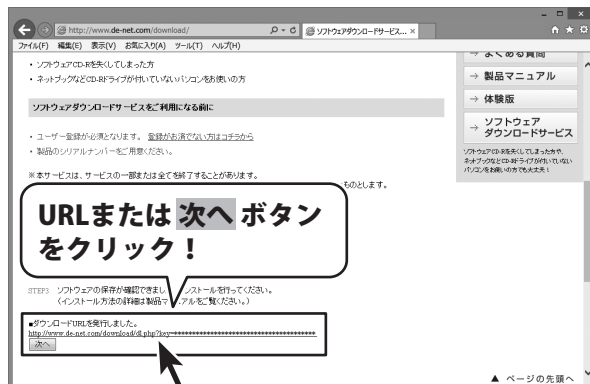 http://www.de-net.com/download/
ソフトウェアダウンロードサービス... ×
ファイル(F) 編集(E) 表示(V) お気に入り(A) ツール(T) ヘルプ(H)
・ ソフトウェアCD-Rを失くしてしまった方
・ ネットブックなどCD-Rドライブが付いていないパソコンをお使いの方
ソフトウェアダウンロードサービスをご利用になる前に
・ ユーザー登録が必須となります。 登録がお済でない方はコチラから
・ 製品のシリアルナンバーをご用意ください。
※本サービスは、サービスの一部または全てを終了することがあります。
ものとします。
URLまたは 次へ ボタン
をクリック！
STEP3 ソフトウェアの保存が確認できまし
ンストールを行ってください。
(インストール方法の詳細は製品マ
アルをご覧ください。)
■ダウンロードURLを発行しました。
http://www.de-net.com/download/dl.php?key=****************************************
次へ
→ よくある質問
→ 製品マニュアル
→ 体験版
→ ソフトウェア
ダウンロードサービス
ソフトウェアCD-Rを失くしてしまった方や、
ネットブックなどCD-Rドライブが付いていない
パソコンをお使いの方でも大丈夫！
▲ ページの先頭へ